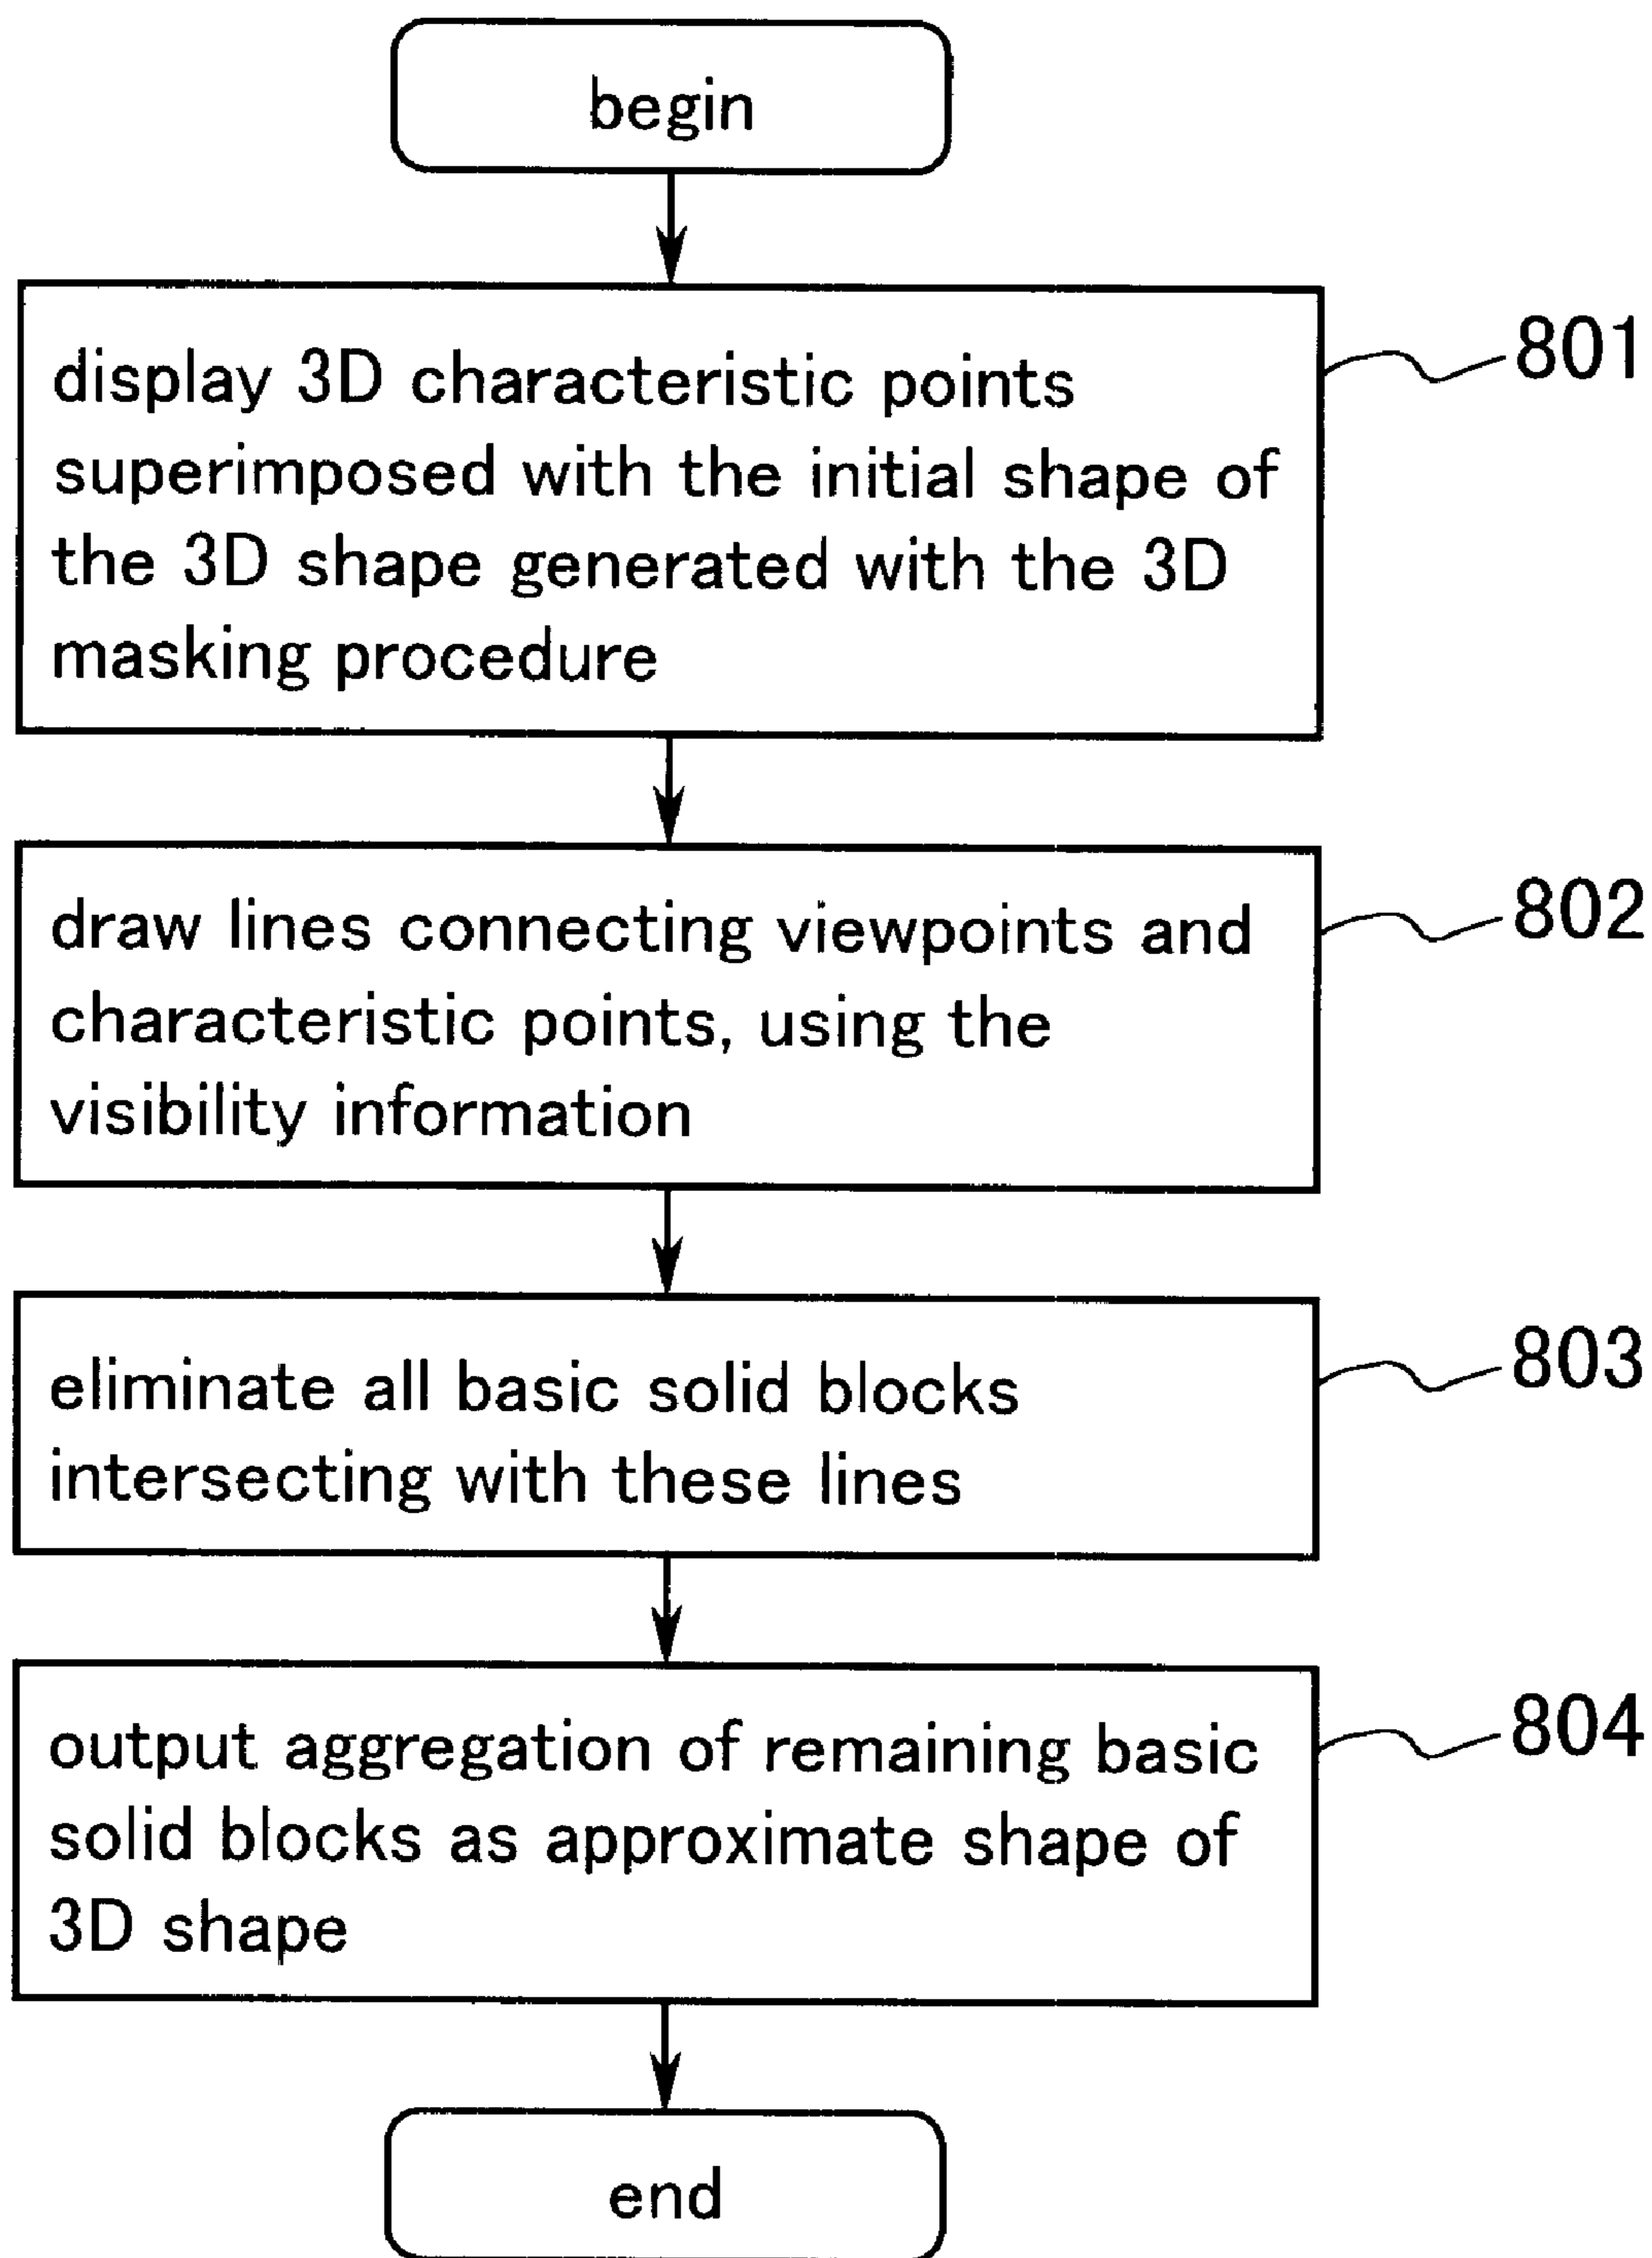 begin
display 3D characteristic points
superimposed with the initial shape of
the 3D shape generated with the 3D
masking procedure
801
draw lines connecting viewpoints and
characteristic points, using the
visibility information
802
eliminate all basic solid blocks
intersecting with these lines
803
output aggregation of remaining basic
solid blocks as approximate shape of
3D shape
804
end